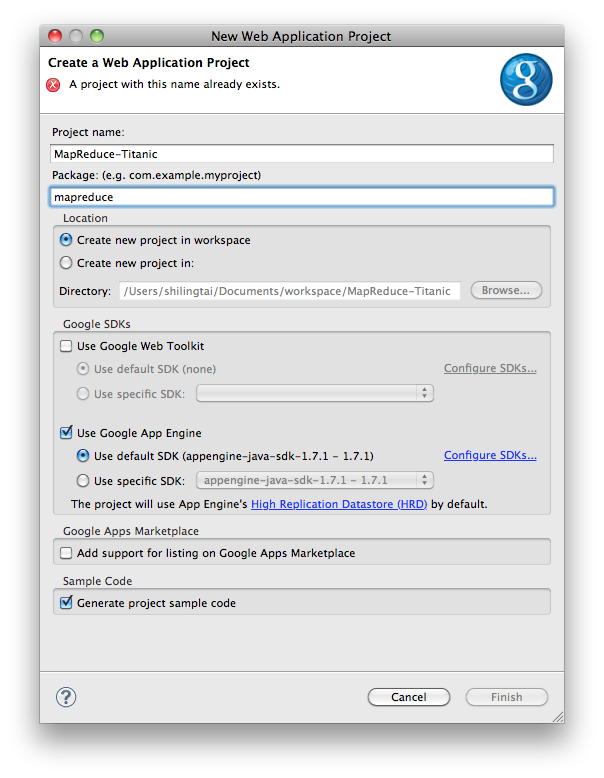 New Web Application Project
Create a Web Application Project
A project with this name already exists.
g
Project name:
MapReduce-Titanic
Package: (e.g. com.example.myproject)
mapreduce
Location
Create new project in workspace
Create new project in:
Directory: /Users/shilingtai/Documents/workspace/MapReduce-Titanic Browse...
Google SDKs
Use Google Web Toolkit
Use default SDK (none) Configure SDKs...
Use specific SDK:
Use Google App Engine
Use default SDK (appengine-java-sdk-1.7.1 - 1.7.1) Configure SDKs...
Use specific SDK: appengine-java-sdk-1.7.1 - 1.7.1
The project will use App Engine's High Replication Datastore (HRD) by default.
Google Apps Marketplace
Add support for listing on Google Apps Marketplace
Sample Code
Generate project sample code
? Cancel Finish